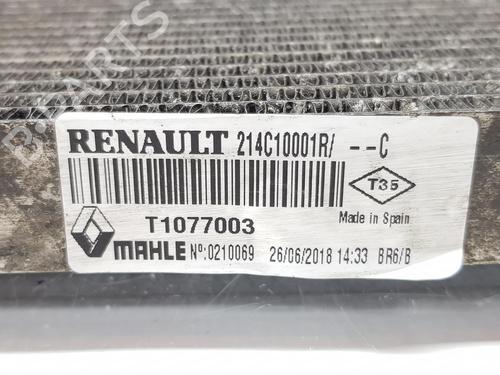 RENAULT 214C10001R/ --C
T35
T1077003
Made in Spain
MAHLE Nº:0210069 26/06/2018 14:33 BR6/B